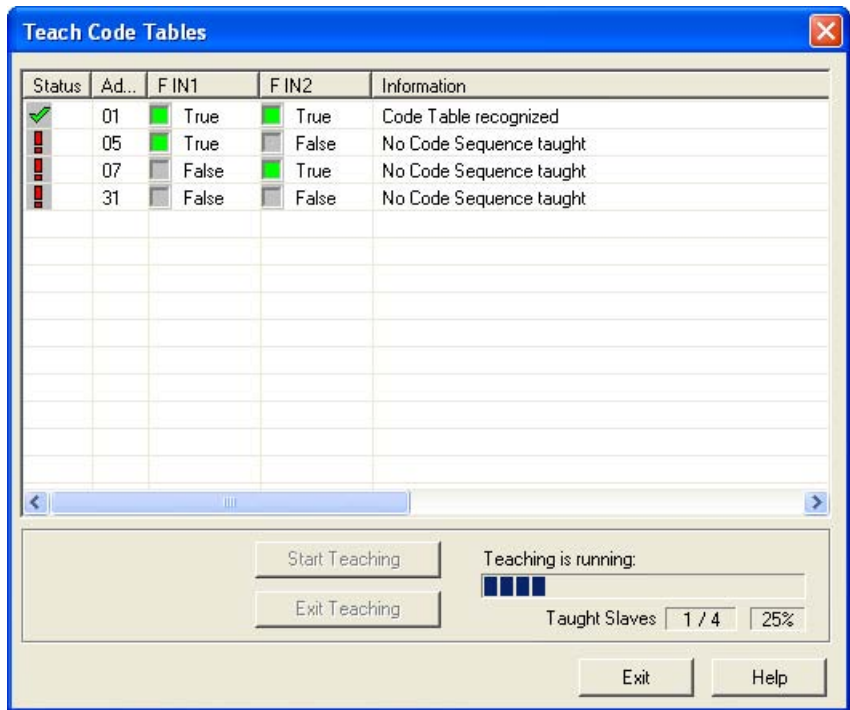 Teach Code Tables
Status Ad... F IN1 F IN2 Information
01 True True Code Table recognized
05 True False No Code Sequence taught
07 False True No Code Sequence taught
31 False False No Code Sequence taught
Start Teaching
Teaching is running:
Exit Teaching
Taught Slaves 1 / 4 25%
Exit Help